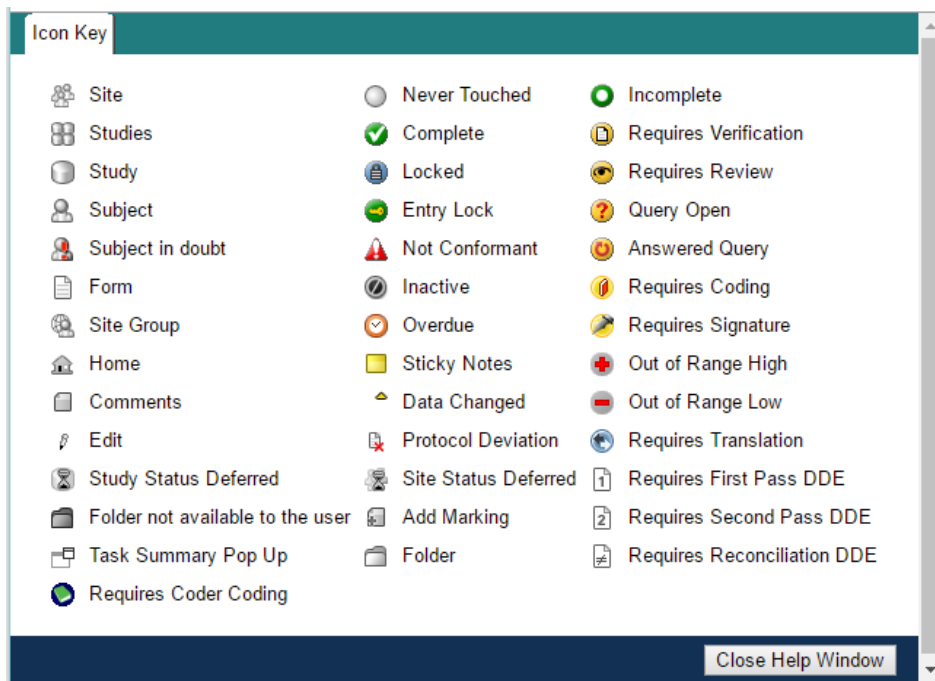 Icon Key
Site
Never Touched
Incomplete
Studies
Complete
Requires Verification
Study
Locked
Requires Review
Subject
Entry Lock
Query Open
Subject in doubt
Not Conformant
Answered Query
Form
Inactive
Requires Coding
Site Group
Overdue
Requires Signature
Home
Sticky Notes
Out of Range High
Comments
Data Changed
Out of Range Low
Edit
Protocol Deviation
Requires Translation
Study Status Deferred
Site Status Deferred
1
Requires First Pass DDE
Folder not available to the user
Add Marking
2
Requires Second Pass DDE
Task Summary Pop Up
Folder
≠
Requires Reconciliation DDE
Requires Coder Coding
Close Help Window